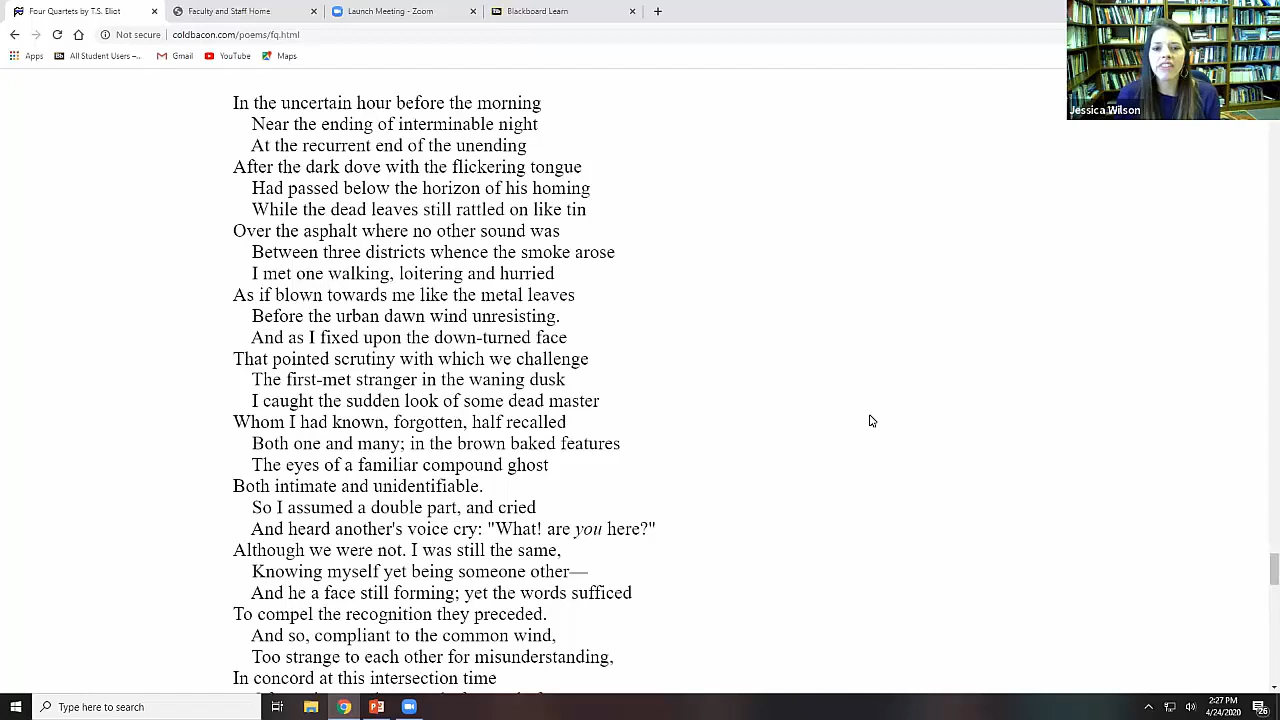 Four Quartets by T.S. Eliot
Faculty and Staff Home
Launch Meeting - Zoom
Blackboard Learn
Not secure | coldbacon.com/poems/fq.html
Apps
All Student Users –...
Gmail
YouTube
Maps
Jessica Wilson
In the uncertain hour before the morning
Near the ending of interminable night
At the recurrent end of the unending
After the dark dove with the flickering tongue
Had passed below the horizon of his homing
While the dead leaves still rattled on like tin
Over the asphalt where no other sound was
Between three districts whence the smoke arose
I met one walking, loitering and hurried
As if blown towards me like the metal leaves
Before the urban dawn wind unresisting.
And as I fixed upon the down-turned face
That pointed scrutiny with which we challenge
The first-met stranger in the waning dusk
I caught the sudden look of some dead master
Whom I had known, forgotten, half recalled
Both one and many; in the brown baked features
The eyes of a familiar compound ghost
Both intimate and unidentifiable.
So I assumed a double part, and cried
And heard another's voice cry: "What! are you here?"
Although we were not. I was still the same,
Knowing myself yet being someone other—
And he a face still forming; yet the words sufficed
To compel the recognition they preceded.
And so, compliant to the common wind,
Too strange to each other for misunderstanding,
In concord at this intersection time
Type here to search
2:27 PM
4/24/2020
26